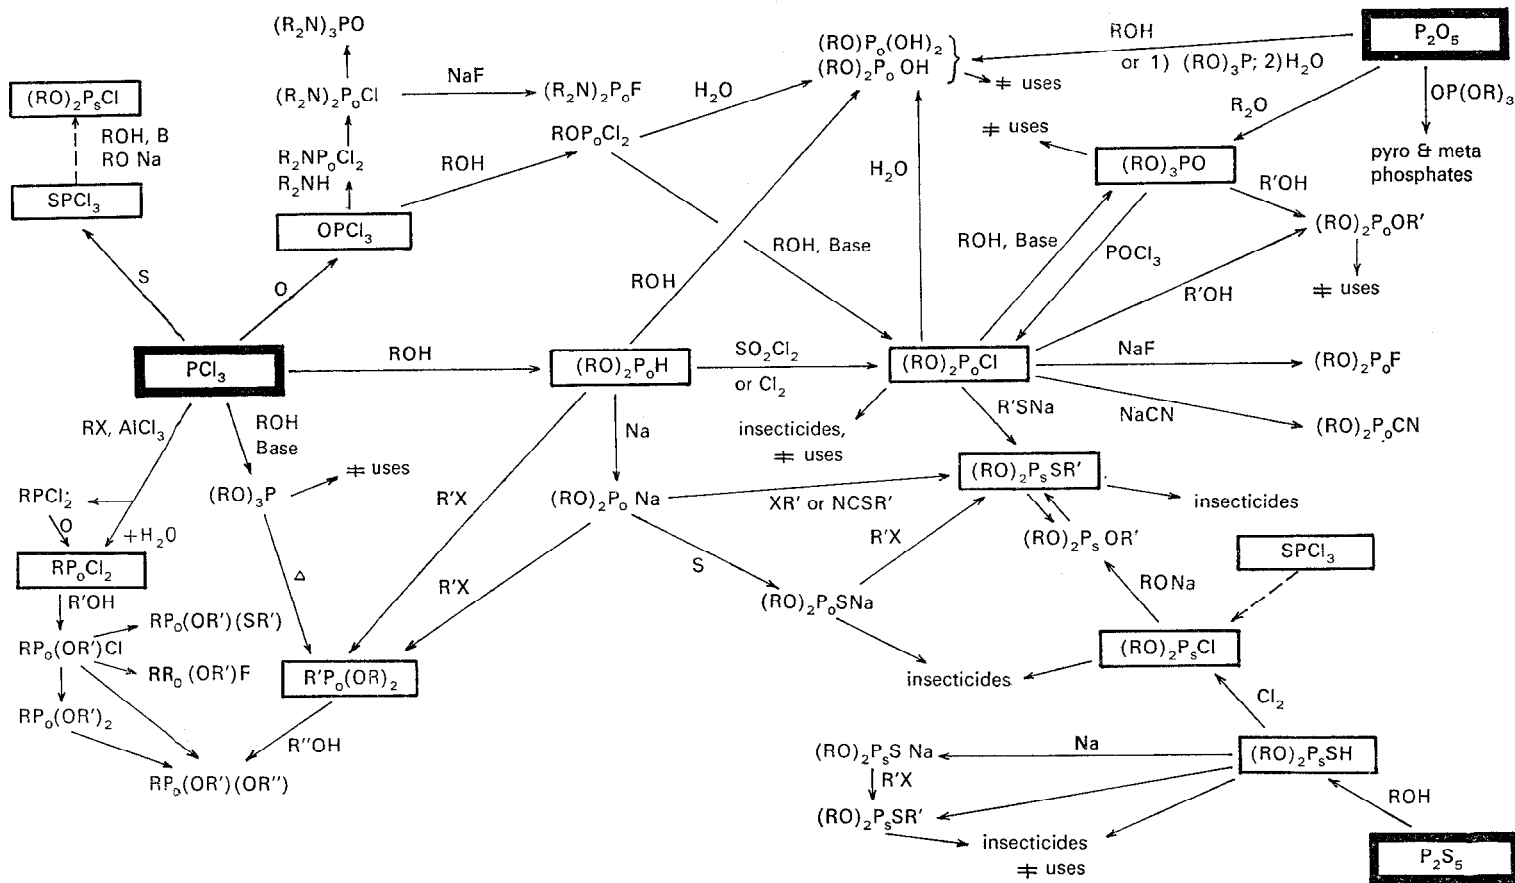 (R₂N)₃PO
(RO)Pₒ(OH)₂
(RO)₂Pₒ OH
ROH
or 1) (RO)₃P; 2)H₂O
P₂O₅
(RO)₂PₛCl
(R₂N)₂PₒCl
NaF
(R₂N)₂PₒF
H₂O
⧧ uses
R₂O
OP(OR)₃
ROH, B
RO Na
ROPₒCl₂
⧧ uses
R₂NPₒCl₂
R₂NH
ROH
H₂O
(RO)₃PO
pyro & meta
phosphates
SPCl₃
OPCl₃
R'OH
(RO)₂PₒOR'
ROH, Base
ROH, Base
POCl₃
S
O
ROH
R'OH
⧧ uses
PCl₃
ROH
(RO)₂PₒH
SO₂Cl₂
or Cl₂
(RO)₂PₒCl
NaF
(RO)₂PₒF
RX, AlCl₃
ROH
Base
Na
insecticides,
⧧ uses
R'SNa
NaCN
(RO)₂PₒCN
RPCl₂
(RO)₃P
⧧ uses
R'X
(RO)₂Pₒ Na
XR' or NCSR'
(RO)₂PₛSR'
insecticides
O
+H₂O
R'X
(RO)₂Pₛ OR'
SPCl₃
RPₒCl₂
△
R'X
S
(RO)₂PₒSNa
RONa
R'OH
RPₒ(OR')(SR')
RPₒ(OR')Cl
RRₒ (OR')F
R'Pₒ(OR)₂
insecticides
(RO)₂PₛCl
Cl₂
RPₒ(OR')₂
R''OH
(RO)₂PₛS Na
Na
(RO)₂PₛSH
RPₒ(OR')(OR'')
R'X
ROH
(RO)₂PₛSR'
insecticides
⧧ uses
P₂S₅